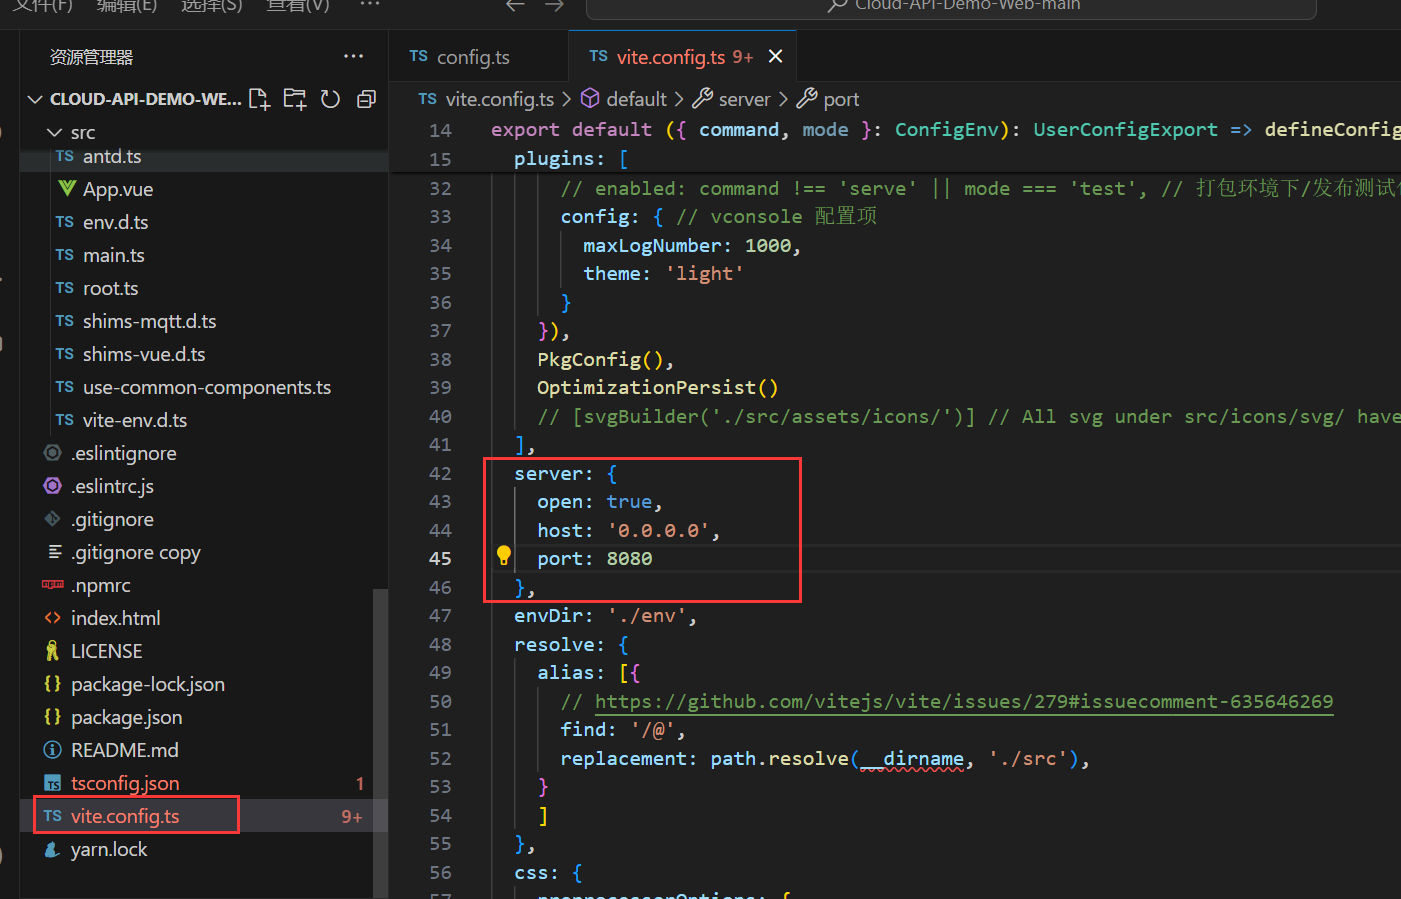 文件(F) 编辑(E) 选择(S) 查看(V) ··· ← → Cloud-API-Demo-Web-main
资源管理器 ···
CLOUD-API-DEMO-WE...
src
antd.ts
App.vue
TS env.d.ts
TS main.ts
TS root.ts
TS shims-mqtt.d.ts
TS shims-vue.d.ts
TS use-common-components.ts
TS vite-env.d.ts
.eslintignore
.eslintrc.js
.gitignore
.gitignore copy
npm .npmrc
<> index.html
LICENSE
{} package-lock.json
{} package.json
README.md
TS tsconfig.json 1
TS vite.config.ts 9+
yarn.lock
TS config.ts
TS vite.config.ts 9+ ×
TS vite.config.ts > default > server > port
14 export default ({ command, mode }: ConfigEnv): UserConfigExport => defineConfig
15 plugins: [
32 // enabled: command !== 'serve' || mode === 'test', // 打包环境下/发布测试
33 config: { // vconsole 配置项
34 maxLogNumber: 1000,
35 theme: 'light'
36 }
37 }),
38 PkgConfig(),
39 OptimizationPersist()
40 // [svgBuilder('./src/assets/icons/')] // All svg under src/icons/svg/ have
41 ],
42 server: {
43 open: true,
44 host: '0.0.0.0',
45 port: 8080
46 },
47 envDir: './env',
48 resolve: {
49 alias: [{
50 // https://github.com/vitejs/vite/issues/279#issuecomment-635646269
51 find: '/@',
52 replacement: path.resolve(__dirname, './src'),
53 }
54 ]
55 },
56 css: {
57 preprocessorOptions: {